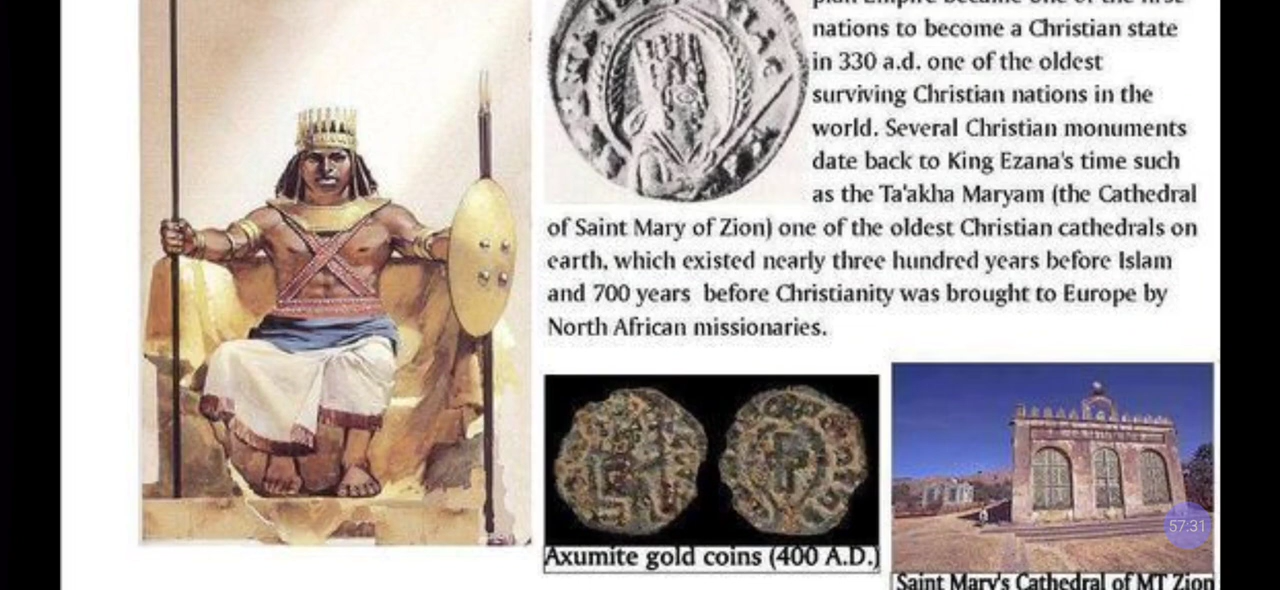 nations to become a Christian state
in 330 a.d. one of the oldest
surviving Christian nations in the
world. Several Christian monuments
date back to King Ezana's time such
as the Ta'akha Maryam (the Cathedral
of Saint Mary of Zion) one of the oldest Christian cathedrals on
earth, which existed nearly three hundred years before Islam
and 700 years before Christianity was brought to Europe by
North African missionaries.
Axumite gold coins (400 A.D.)
57:31
Saint Mary's Cathedral of MT Zion